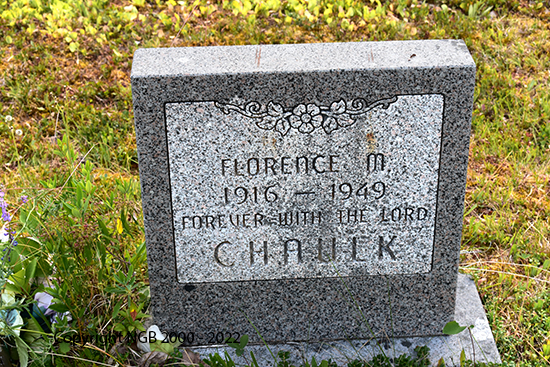 FLORENCE M.
1916 — 1949
FOREVER WITH THE LORD
CHAULK
Copyright NGB 2000 - 2022